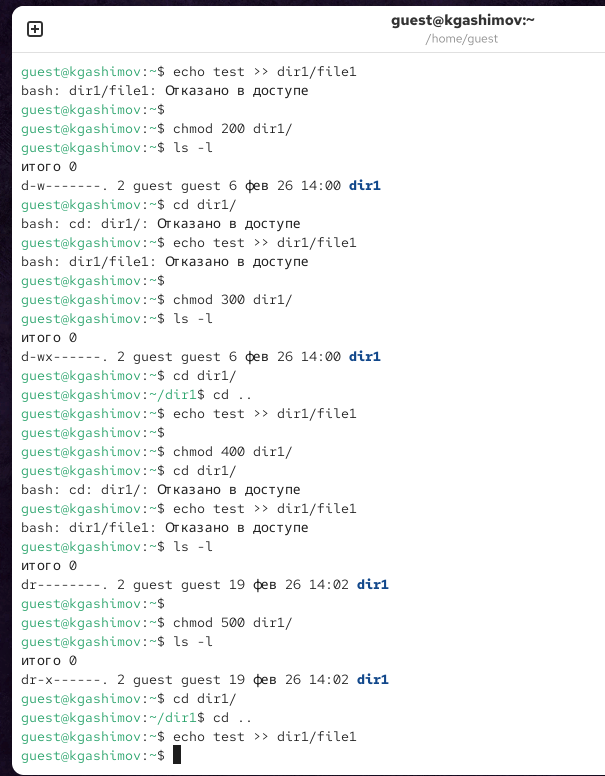 guest@kgashimov:~
/home/guest
guest@kgashimov:~$ echo test >> dir1/file1
bash: dir1/file1: Отказано в доступе
guest@kgashimov:~$
guest@kgashimov:~$ chmod 200 dir1/
guest@kgashimov:~$ ls -l
итого 0
d-w-------. 2 guest guest 6 фев 26 14:00 dir1
guest@kgashimov:~$ cd dir1/
bash: cd: dir1/: Отказано в доступе
guest@kgashimov:~$ echo test >> dir1/file1
bash: dir1/file1: Отказано в доступе
guest@kgashimov:~$
guest@kgashimov:~$ chmod 300 dir1/
guest@kgashimov:~$ ls -l
итого 0
d-wx------. 2 guest guest 6 фев 26 14:00 dir1
guest@kgashimov:~$ cd dir1/
guest@kgashimov:~/dir1$ cd ..
guest@kgashimov:~$ echo test >> dir1/file1
guest@kgashimov:~$
guest@kgashimov:~$ chmod 400 dir1/
guest@kgashimov:~$ cd dir1/
bash: cd: dir1/: Отказано в доступе
guest@kgashimov:~$ echo test >> dir1/file1
bash: dir1/file1: Отказано в доступе
guest@kgashimov:~$ ls -l
итого 0
dr--------. 2 guest guest 19 фев 26 14:02 dir1
guest@kgashimov:~$
guest@kgashimov:~$ chmod 500 dir1/
guest@kgashimov:~$ ls -l
итого 0
dr-x------. 2 guest guest 19 фев 26 14:02 dir1
guest@kgashimov:~$ cd dir1/
guest@kgashimov:~/dir1$ cd ..
guest@kgashimov:~$ echo test >> dir1/file1
guest@kgashimov:~$